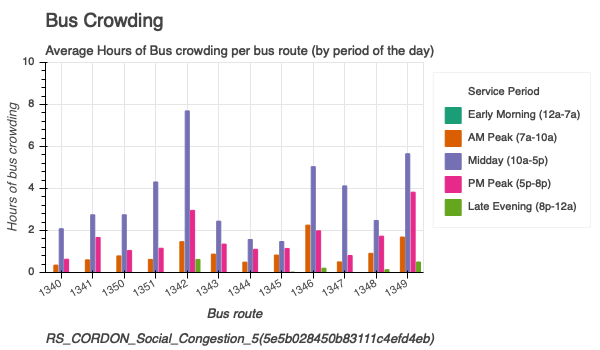 Bus Crowding
Average Hours of Bus crowding per bus route (by period of the day)
10
8
6
4
2
0
Hours of bus crowding
1340 1341 1350 1351 1342 1343 1344 1345 1346 1347 1348 1349
Bus route
Service Period
Early Morning (12a-7a)
AM Peak (7a-10a)
Midday (10a-5p)
PM Peak (5p-8p)
Late Evening (8p-12a)
RS_CORDON_Social_Congestion_5(5e5b028450b83111c4efd4eb)